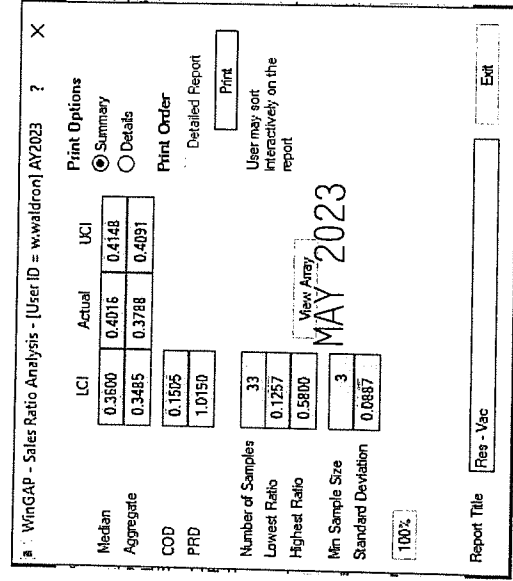 WinGAP - Sales Ratio Analysis - [User ID = w.waldron] AY2023 ? X
LCI Actual UCI
Median 0.3600 0.4016 0.4148
Aggregate 0.3485 0.3788 0.4091
COD 0.1505
PRD 1.0150
Number of Samples 33
Lowest Ratio 0.1257
Highest Ratio 0.5800
View Array
MAY 2023
Min Sample Size 3
Standard Deviation 0.0887
100%
Print Options
Summary
Details
Print Order
Detailed Report
Print
User may sort
Interactively on the
report
Report Title Res - Vac
Exit